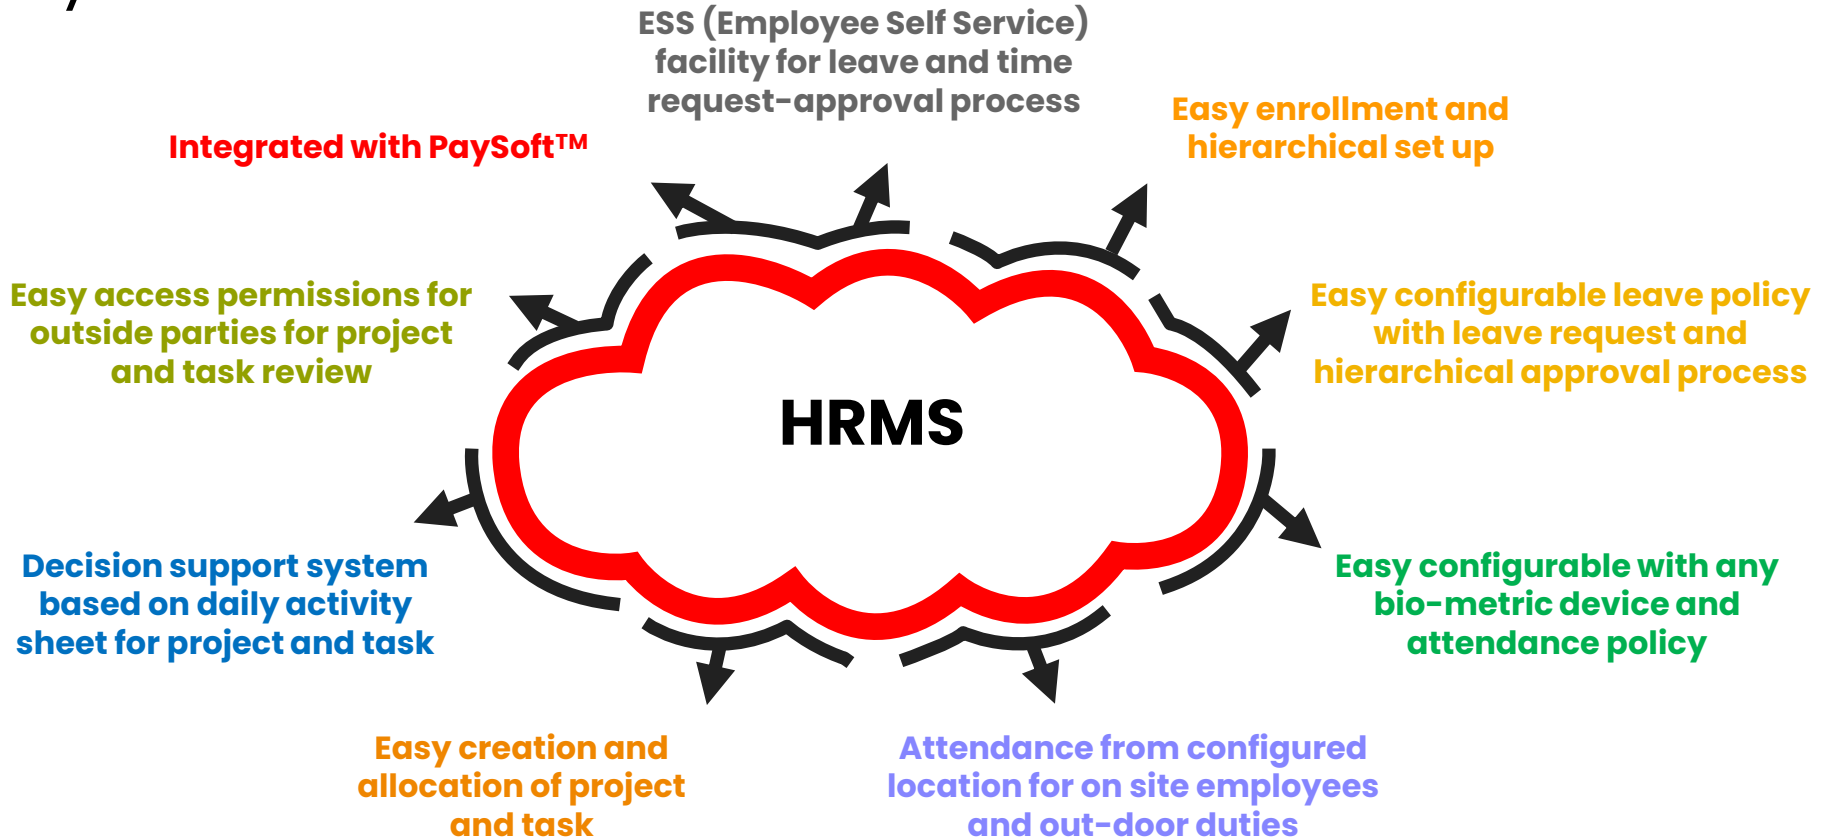 ESS (Employee Self Service)
facility for leave and time
request-approval process
Easy enrollment and
hierarchical set up
Integrated with PaySoft™
Easy access permissions for
outside parties for project
and task review
Easy configurable leave policy
with leave request and
hierarchical approval process
HRMS
Decision support system
based on daily activity
sheet for project and task
Easy configurable with any
bio-metric device and
attendance policy
Easy creation and
allocation of project
and task
Attendance from configured
location for on site employees
and out-door duties